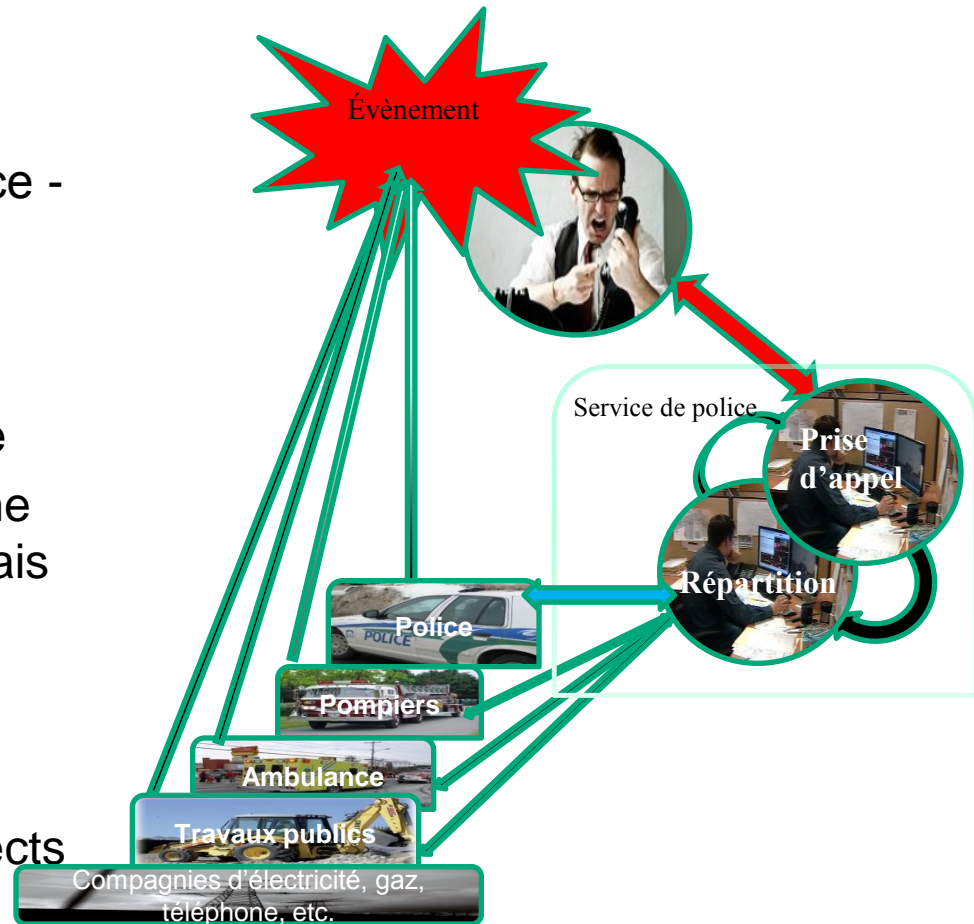 Évènement
ce -
Service de police
Prise
d’appel
e
ne
ais
Répartition
POLICE
Police
Pompiers
Ambulance
Travaux publics
ects
Compagnies d’électricité, gaz,
téléphone, etc.